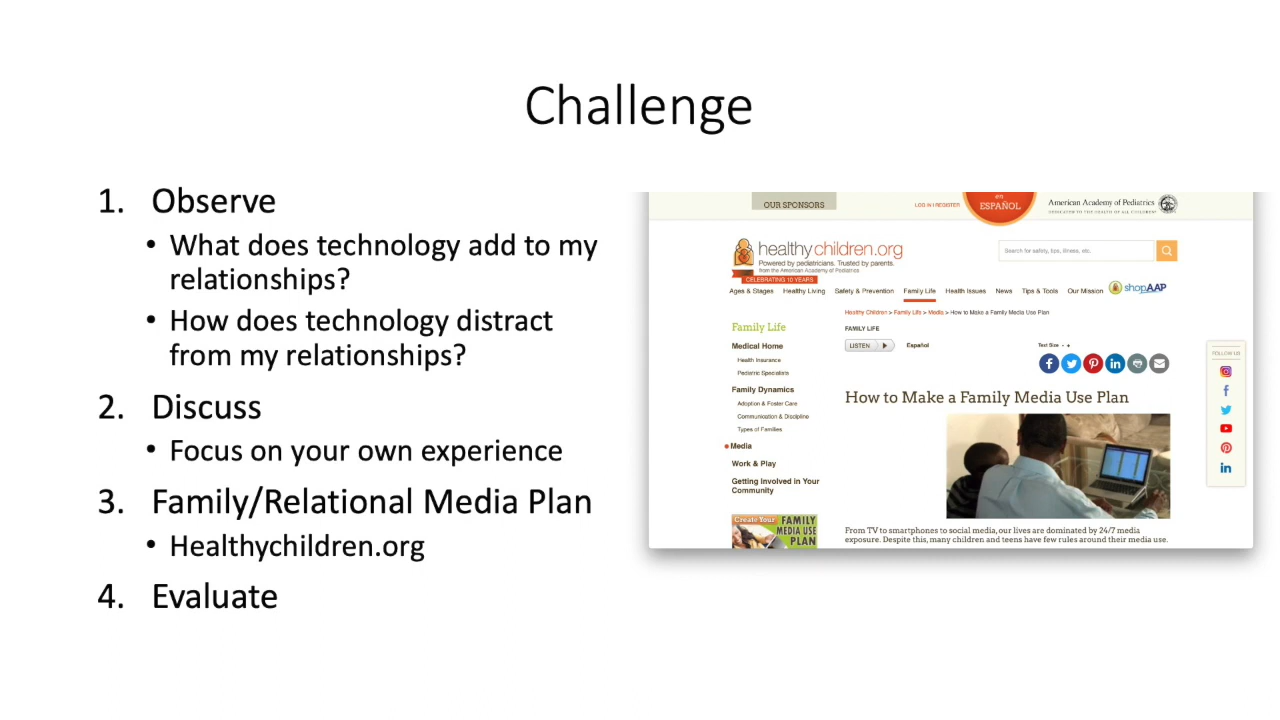 Challenge
1. Observe
• What does technology add to my
relationships?
• How does technology distract
from my relationships?
2. Discuss
• Focus on your own experience
3. Family/Relational Media Plan
• Healthychildren.org
4. Evaluate
OUR SPONSORS
LOG IN | REGISTER
en
ESPAÑOL
American Academy of Pediatrics
DEDICATED TO THE HEALTH OF ALL CHILDREN®
healthychildren.org
Powered by pediatricians. Trusted by parents.
from the American Academy of Pediatrics
CELEBRATING 10 YEARS
Search for safety, tips, illness, etc.
Ages & Stages Healthy Living Safety & Prevention Family Life Health Issues News Tips & Tools Our Mission shopAAP
Family Life
Medical Home
Health Insurance
Pediatric Specialists
Family Dynamics
Adoption & Foster Care
Communication & Discipline
Types of Families
Media
Work & Play
Getting Involved in Your
Community
Create Your FAMILY
MEDIA USE
PLAN
Healthy Children > Family Life > Media > How to Make a Family Media Use Plan
FAMILY LIFE
LISTEN Español
Text Size - +
How to Make a Family Media Use Plan
From TV to smartphones to social media, our lives are dominated by 24/7 media
exposure. Despite this, many children and teens have few rules around their media use.
FOLLOW US